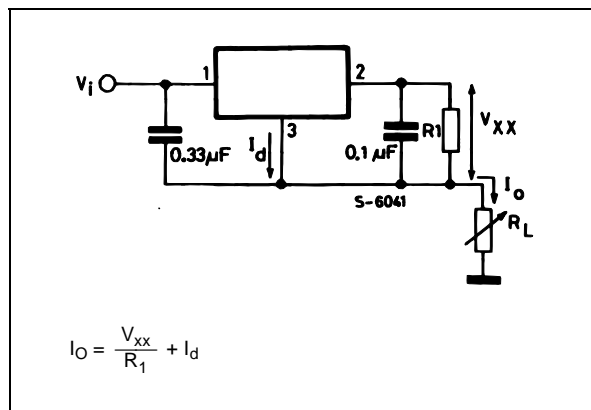 Vi
1
2
3
0.33µF
Id
0.1µF
R1
VXX
Io
S-6041
RL
IO = Vxx / R1 + Id